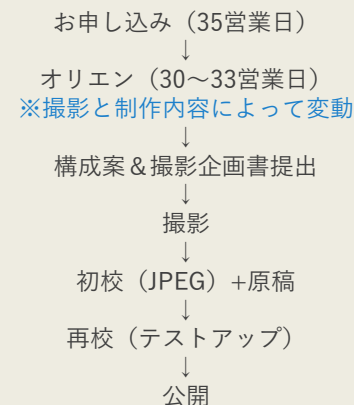 お申し込み（35営業日）
↓
オリエン（30～33営業日）
※撮影と制作内容によって変動
↓
構成案＆撮影企画書提出
↓
撮影
↓
初校（JPEG）+原稿
↓
再校（テストアップ）
↓
公開